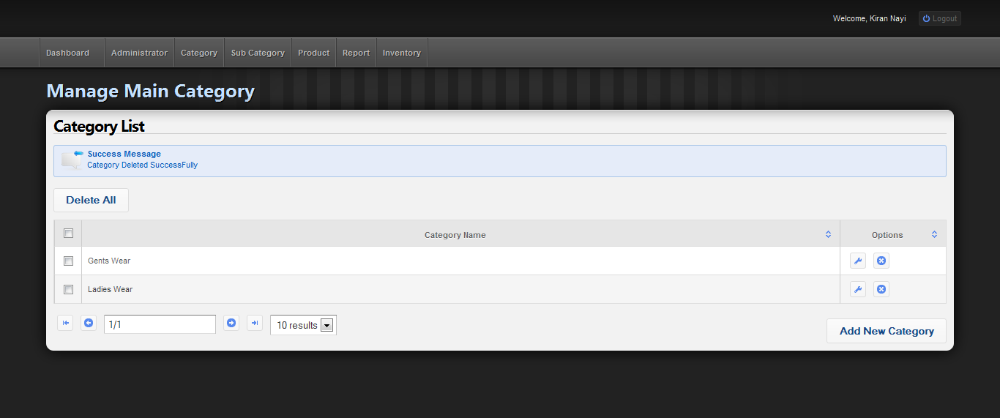 Welcome, Kiran Nayi Logout
Dashboard Administrator Category Sub Category Product Report Inventory
Manage Main Category
Category List
Success Message
Category Deleted SuccessFully
Delete All
Category Name Options
Gents Wear
Ladies Wear
1/1 10 results
Add New Category